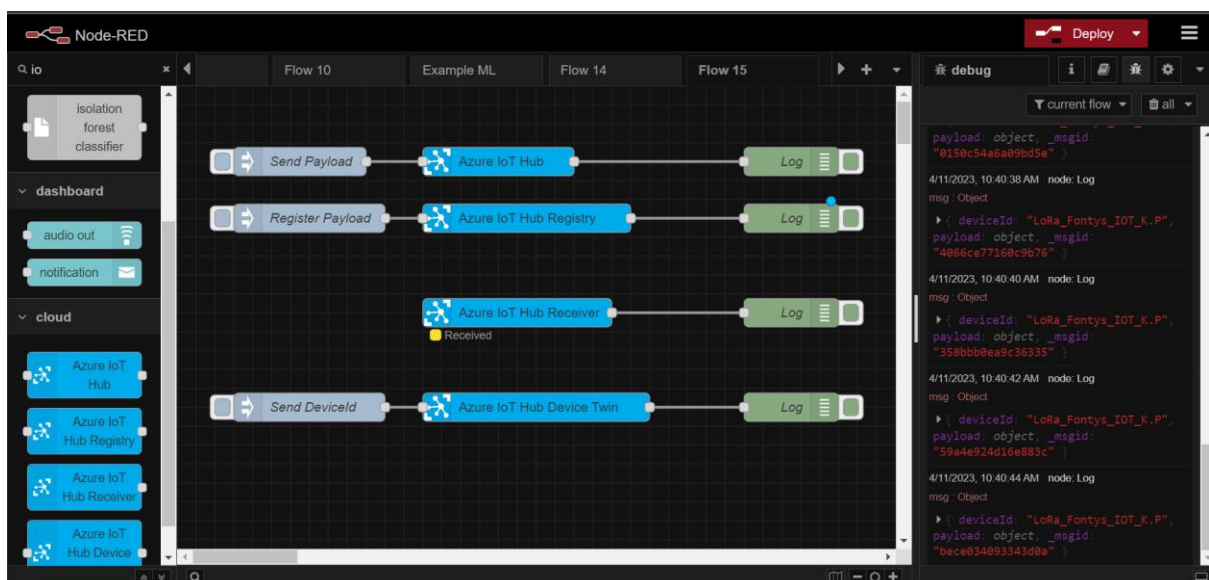 Node-RED
Deploy
io
Flow 10
Example ML
Flow 14
Flow 15
debug
current flow
all
isolation
forest
classifier
dashboard
audio out
notification
cloud
Azure IoT
Hub
Azure IoT
Hub Registry
Azure IoT
Hub Receiver
Azure IoT
Hub Device
Send Payload
Azure IoT Hub
Log
Register Payload
Azure IoT Hub Registry
Log
Azure IoT Hub Receiver
Log
Received
Send DeviceId
Azure IoT Hub Device Twin
Log
payload: object, _msgid:
"0150c54a6a09bd5e" }
4/11/2023, 10:40:38 AM node: Log
msg : Object
{ deviceId: "LoRa_Fontys_IOT_K.P",
payload: object, _msgid:
"4066ce77160c9b76" }
4/11/2023, 10:40:40 AM node: Log
msg : Object
{ deviceId: "LoRa_Fontys_IOT_K.P",
payload: object, _msgid:
"358bbb0ea9c36335" }
4/11/2023, 10:40:42 AM node: Log
msg : Object
{ deviceId: "LoRa_Fontys_IOT_K.P",
payload: object, _msgid:
"59a4e924d16e883c" }
4/11/2023, 10:40:44 AM node: Log
msg : Object
{ deviceId: "LoRa_Fontys_IOT_K.P",
payload: object, _msgid:
"bece034093343d0a" }